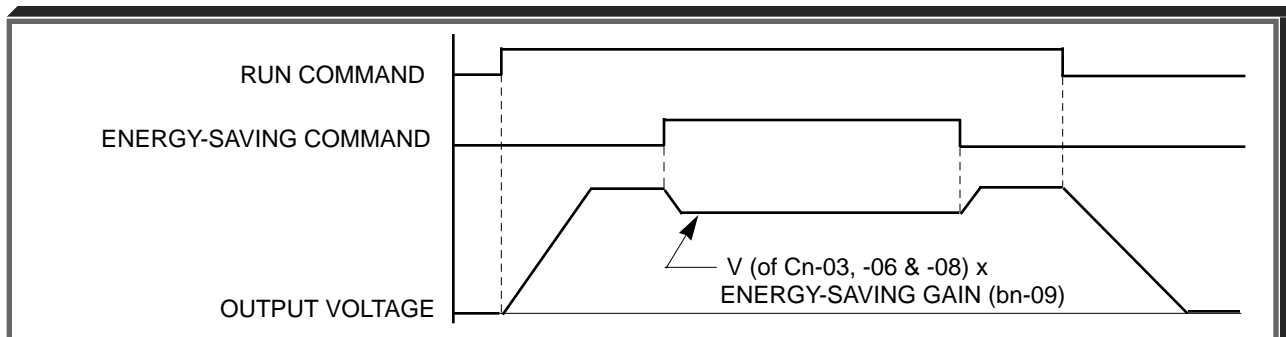 RUN COMMAND
ENERGY-SAVING COMMAND
V (of Cn-03, -06 & -08) x
ENERGY-SAVING GAIN (bn-09)
OUTPUT VOLTAGE